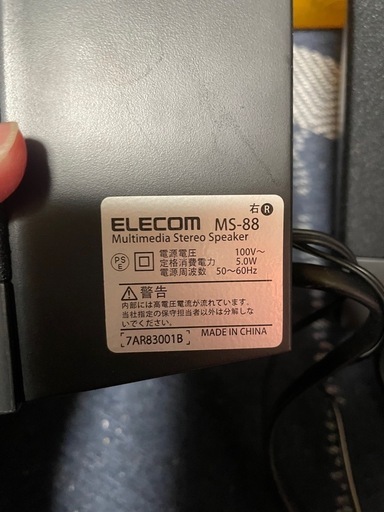 右 R
ELECOM MS-88
Multimedia Stereo Speaker
PS E 電源電圧 100V～
定格消費電力 5.0W
電源周波数 50～60Hz
警告
内部には高電圧電流が流れています。
当社指定の保守担当者以外は分解しな
いでください。
7AR83001B MADE IN CHINA